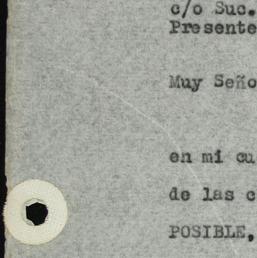 c/o Suc.
Presente
Muy Seño
en mi cu
de las c
POSIBLE,